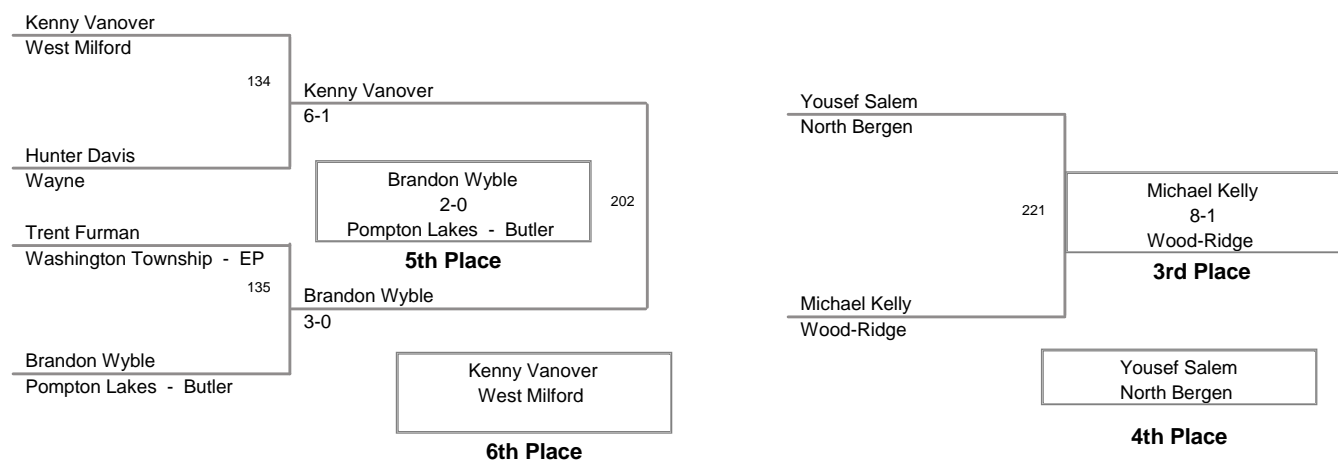 Kenny Vanover
West Milford
134
Kenny Vanover
6-1
Hunter Davis
Wayne
Brandon Wyble
2-0
Pompton Lakes - Butler
5th Place
202
Trent Furman
Washington Township - EP
135
Brandon Wyble
3-0
Brandon Wyble
Pompton Lakes - Butler
Kenny Vanover
West Milford
6th Place
Yousef Salem
North Bergen
221
Michael Kelly
8-1
Wood-Ridge
3rd Place
Michael Kelly
Wood-Ridge
Yousef Salem
North Bergen
4th Place